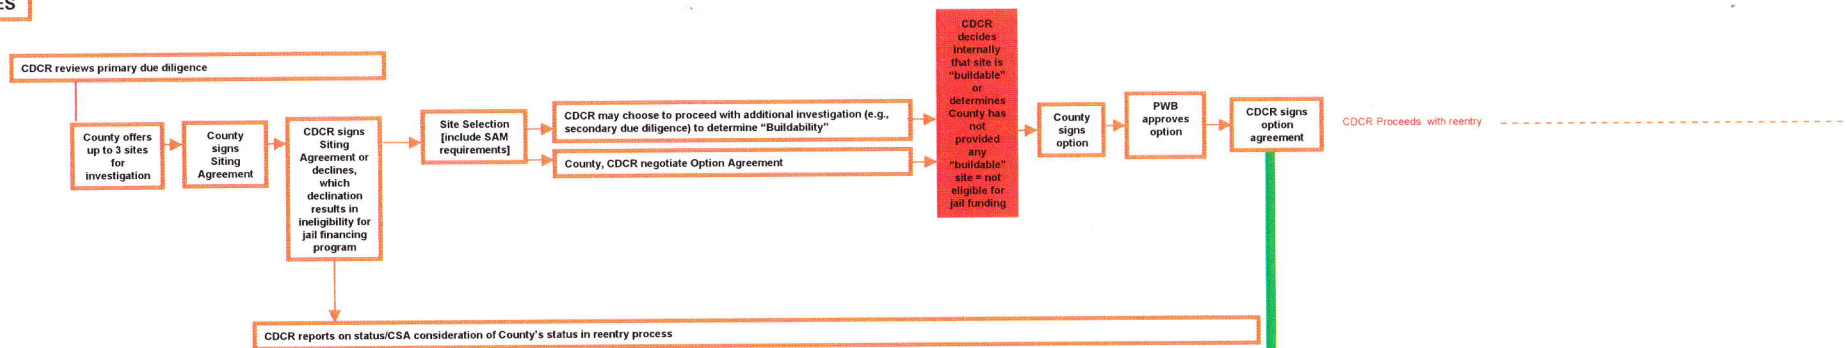 ES
CDCR reviews primary due diligence
County offers
up to 3 sites
for
investigation
County
signs
Siting
Agreement
CDCR signs
Siting
Agreement or
declines,
which
declination
results in
ineligibility for
jail financing
program
Site Selection
[include SAM
requirements]
CDCR may choose to proceed with additional investigation (e.g.,
secondary due diligence) to determine “Buildability”
County, CDCR negotiate Option Agreement
CDCR
decides
internally
that site is
“buildable”
or
determines
County has
not
provided
any
“buildable”
site = not
eligible for
jail funding
County
signs
option
PWB
approves
option
CDCR signs
option
agreement
CDCR Proceeds with reentry
CDCR reports on status/CSA consideration of County's status in reentry process